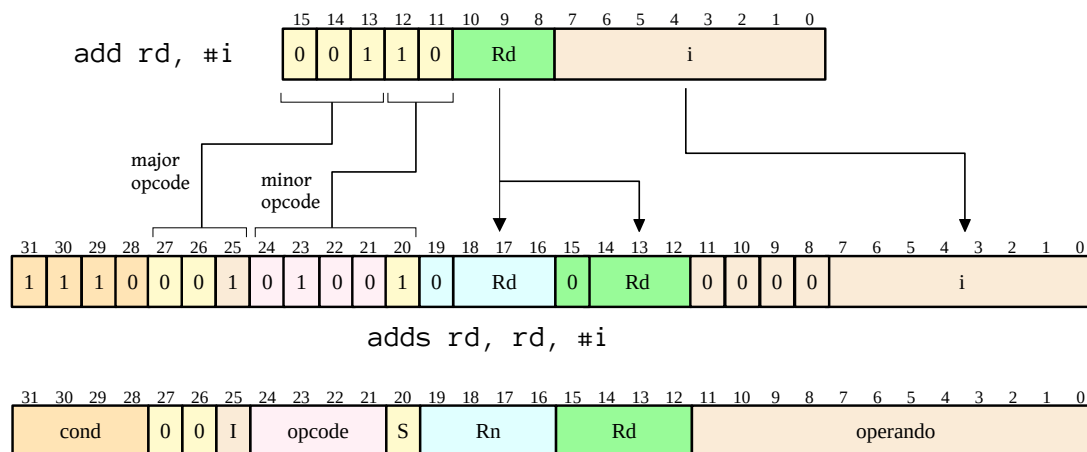 15 14 13 12 11 10 9 8 7 6 5 4 3 2 1 0
add rd, #i 0 0 1 1 0 Rd i
major
opcode
minor
opcode
31 30 29 28 27 26 25 24 23 22 21 20 19 18 17 16 15 14 13 12 11 10 9 8 7 6 5 4 3 2 1 0
1 1 1 0 0 0 1 0 1 0 0 1 0 Rd 0 Rd 0 0 0 0 i
adds rd, rd, #i
31 30 29 28 27 26 25 24 23 22 21 20 19 18 17 16 15 14 13 12 11 10 9 8 7 6 5 4 3 2 1 0
cond 0 0 I opcode S Rn Rd operando